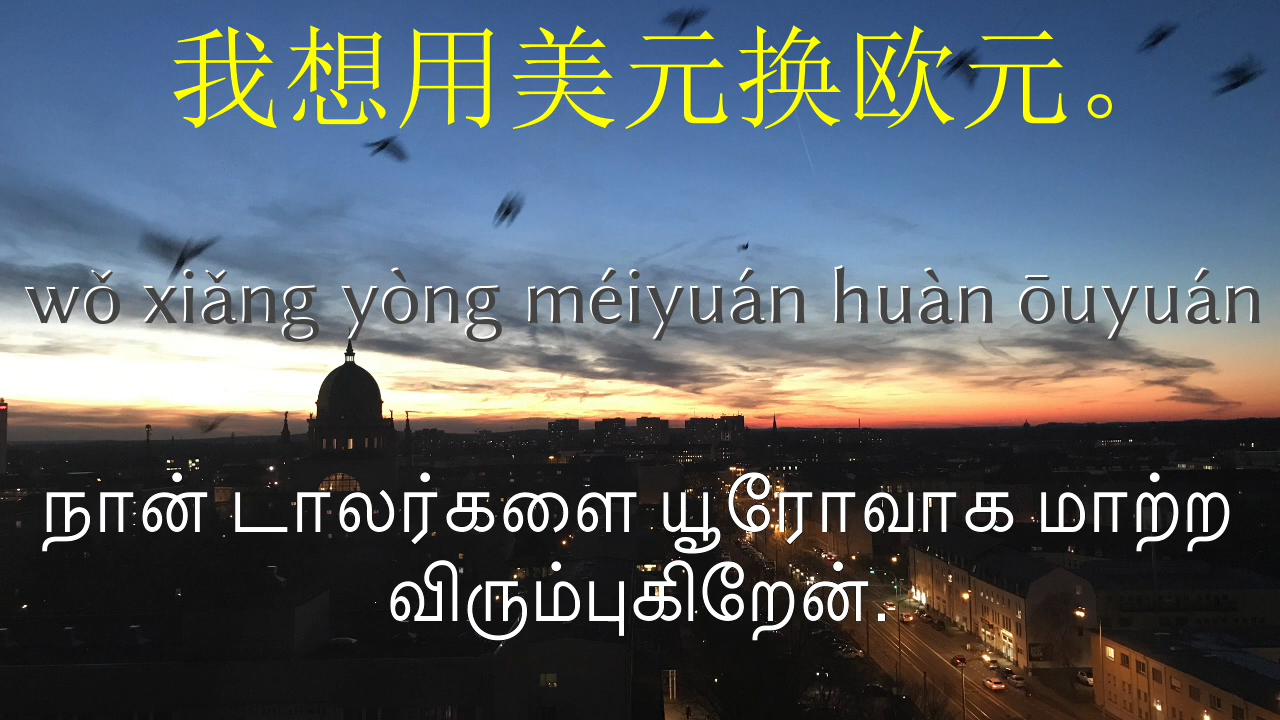 我想用美元换欧元。
wǒ xiǎng yòng méiyuán huàn ōuyuán
நான் டாலர்களை யூரோவாக மாற்ற
விரும்புகிறேன்.